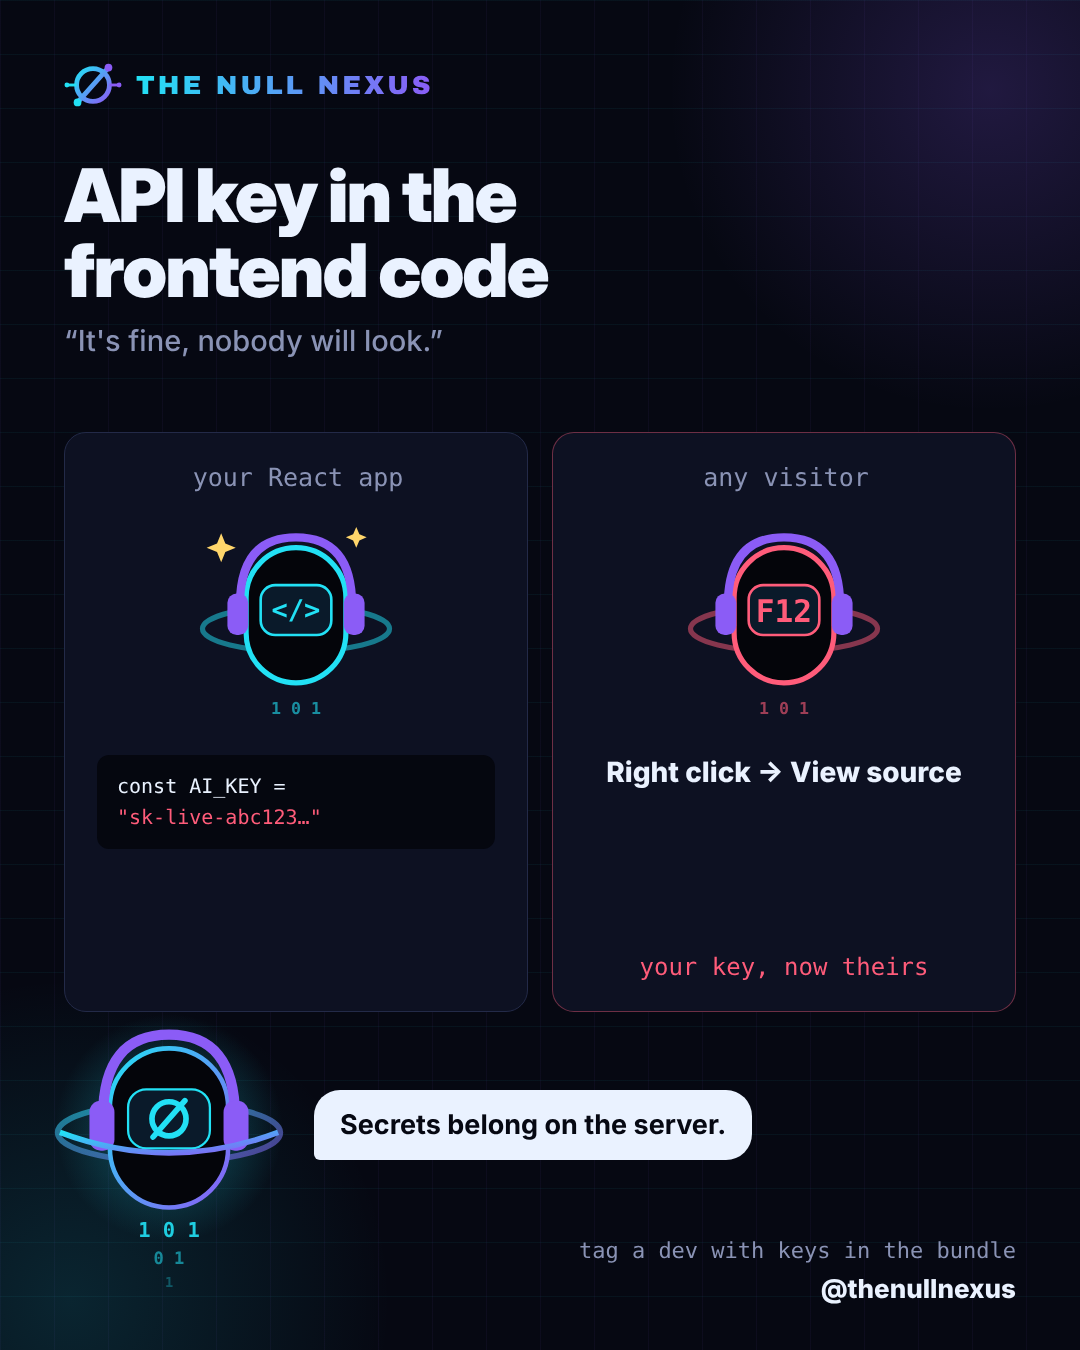 THE NULL NEXUS
API key in the
frontend code
“It's fine, nobody will look.”
your React app
</>
1 0 1
const AI_KEY =
"sk-live-abc123…"
any visitor
F12
1 0 1
Right click → View source
your key, now theirs
Ø
1 0 1
0 1
1
Secrets belong on the server.
tag a dev with keys in the bundle
@thenullnexus